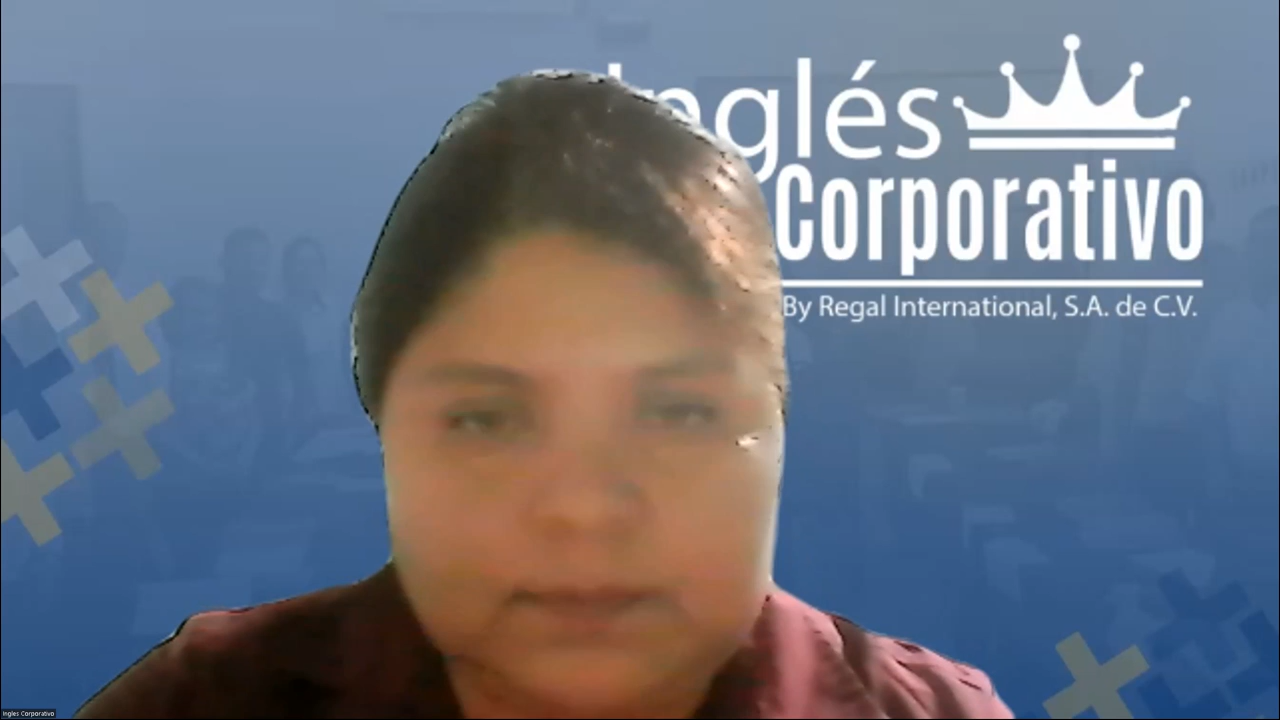 Inglés
Corporativo
By Regal International, S.A. de C.V.
Ingles Corporativo